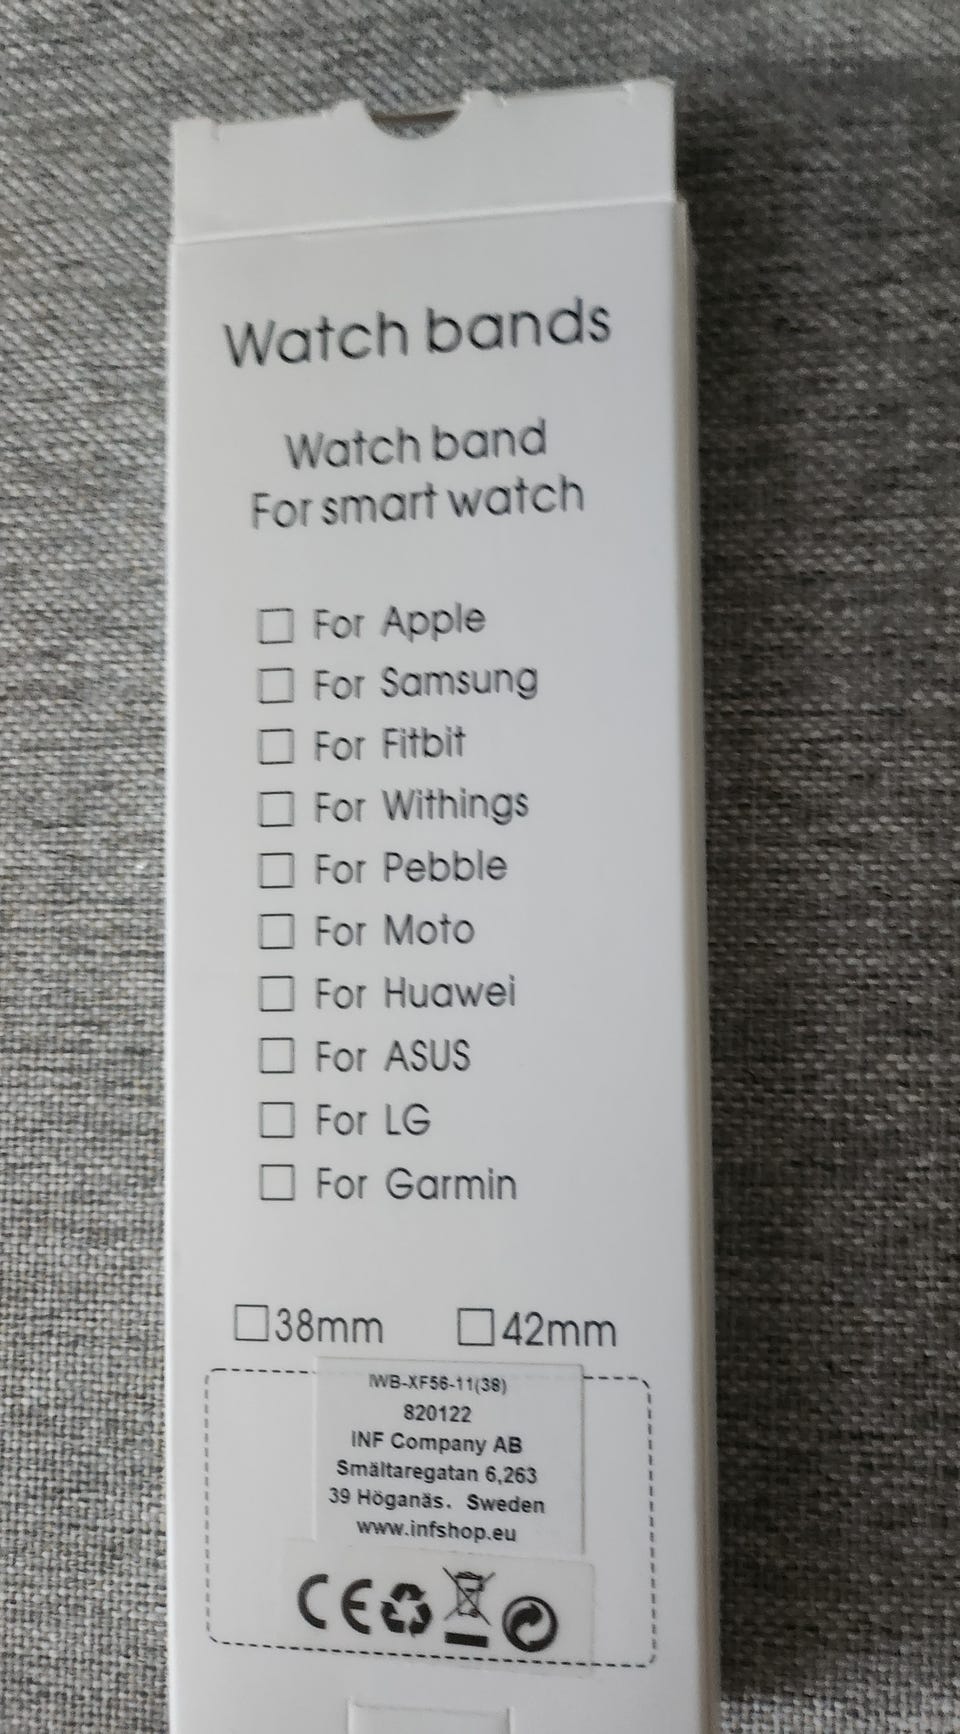 Watch bands
Watch band
For smart watch
For Apple
For Samsung
For Fitbit
For Withings
For Pebble
For Moto
For Huawei
For ASUS
For LG
For Garmin
38mm 42mm
IWB-XF56-11(38)
820122
INF Company AB
Smältaregatan 6,263
39 Höganäs. Sweden
www.infshop.eu
CE